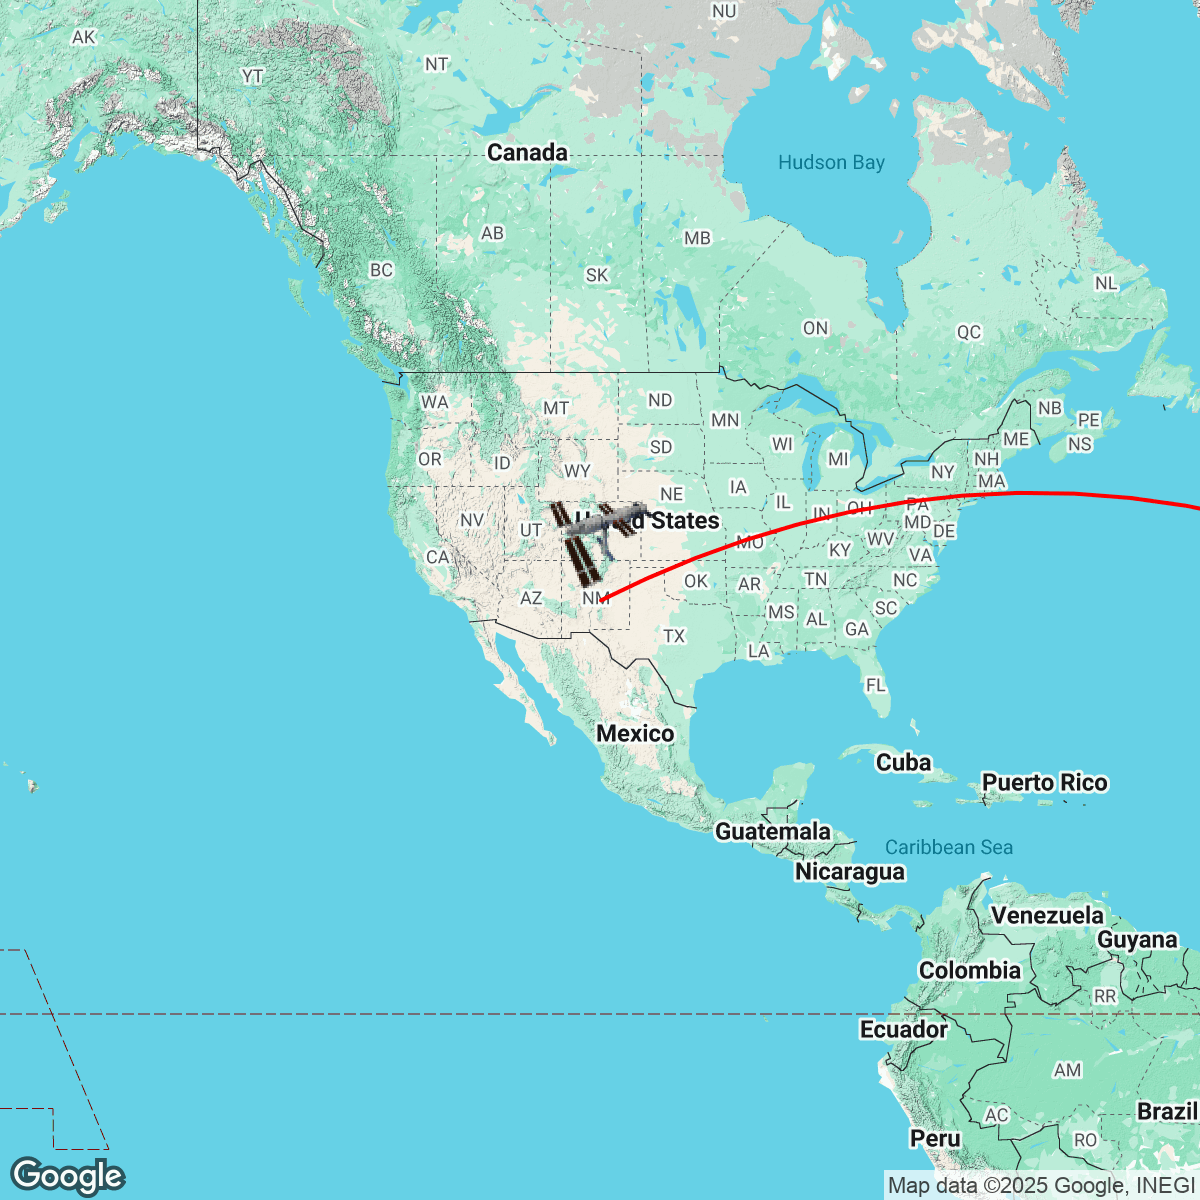 NU
AK
NT
YT
Canada
Hudson Bay
AB
MB
BC
SK
NL
ON
QC
WA
MT
ND
MN
NB
PE
ME
NS
OR
ID
WY
SD
WI
MI
NY
NH
MA
NV
UT
NE
IA
IL
IN
OH
PA
United States
MD
DE
CA
MO
KY
WV
VA
AZ
NM
OK
AR
TN
NC
MS
AL
SC
GA
TX
LA
FL
Mexico
Cuba
Puerto Rico
Guatemala
Caribbean Sea
Nicaragua
Venezuela
Guyana
Colombia
RR
Ecuador
AM
AC
Brazil
Peru
RO
Google
Map data ©2025 Google, INEGI